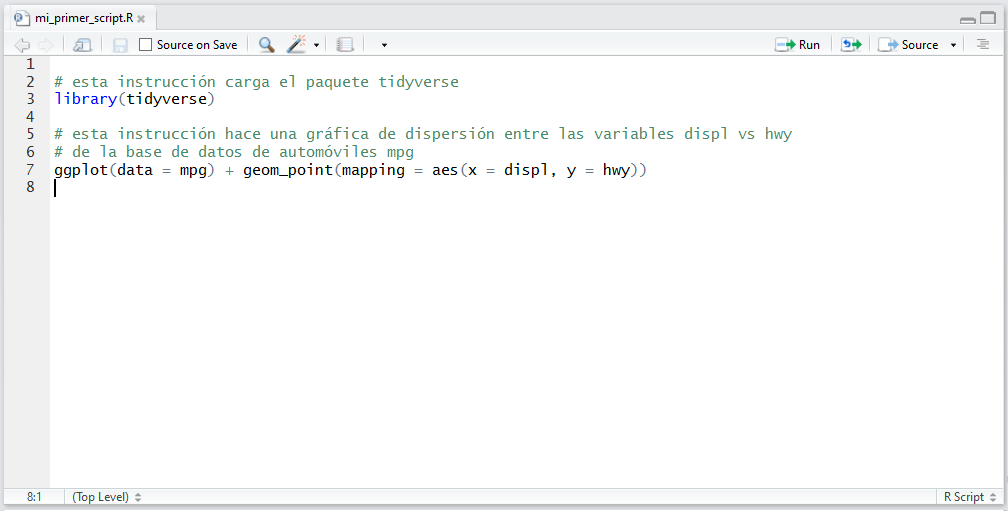 mi_primer_script.R
Source on Save
Run
Source
1
2 # esta instrucción carga el paquete tidyverse
3 library(tidyverse)
4
5 # esta instrucción hace una gráfica de dispersión entre las variables displ vs hwy
6 # de la base de datos de automóviles mpg
7 ggplot(data = mpg) + geom_point(mapping = aes(x = displ, y = hwy))
8
8:1 (Top Level) R Script